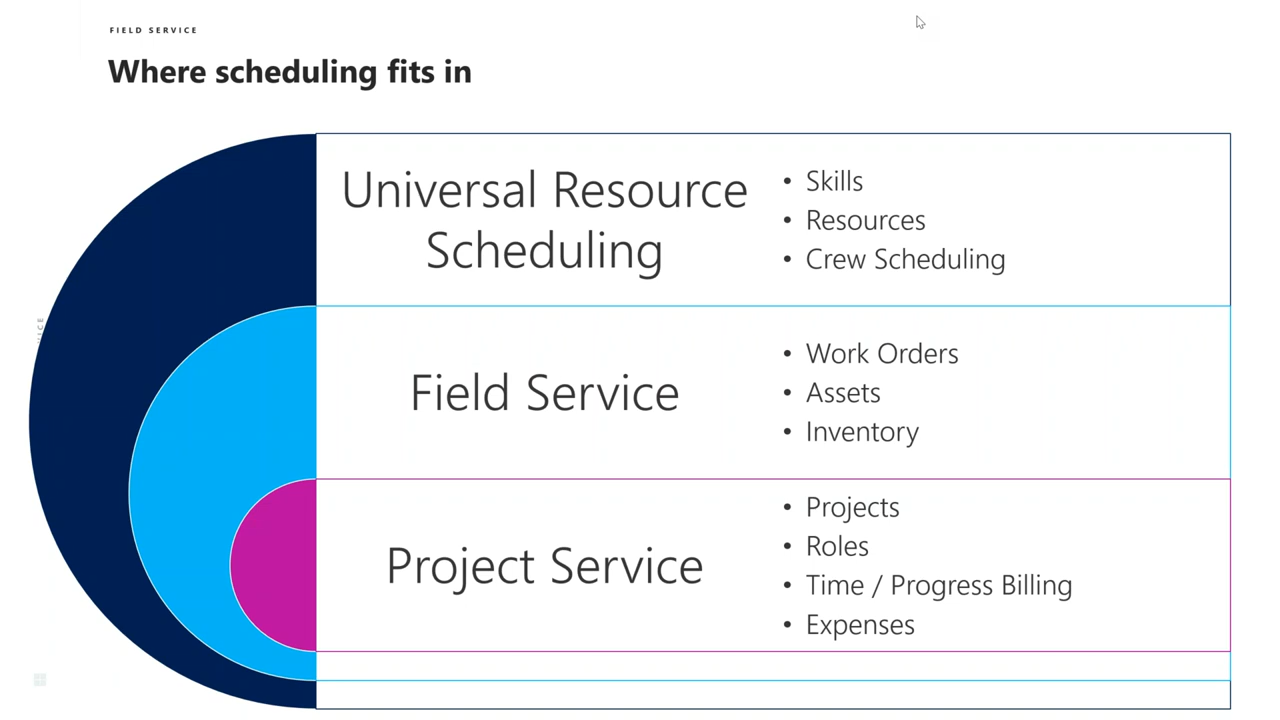 FIELD SERVICE
Where scheduling fits in
Universal Resource
Scheduling
• Skills
• Resources
• Crew Scheduling
Field Service
• Work Orders
• Assets
• Inventory
Project Service
• Projects
• Roles
• Time / Progress Billing
• Expenses